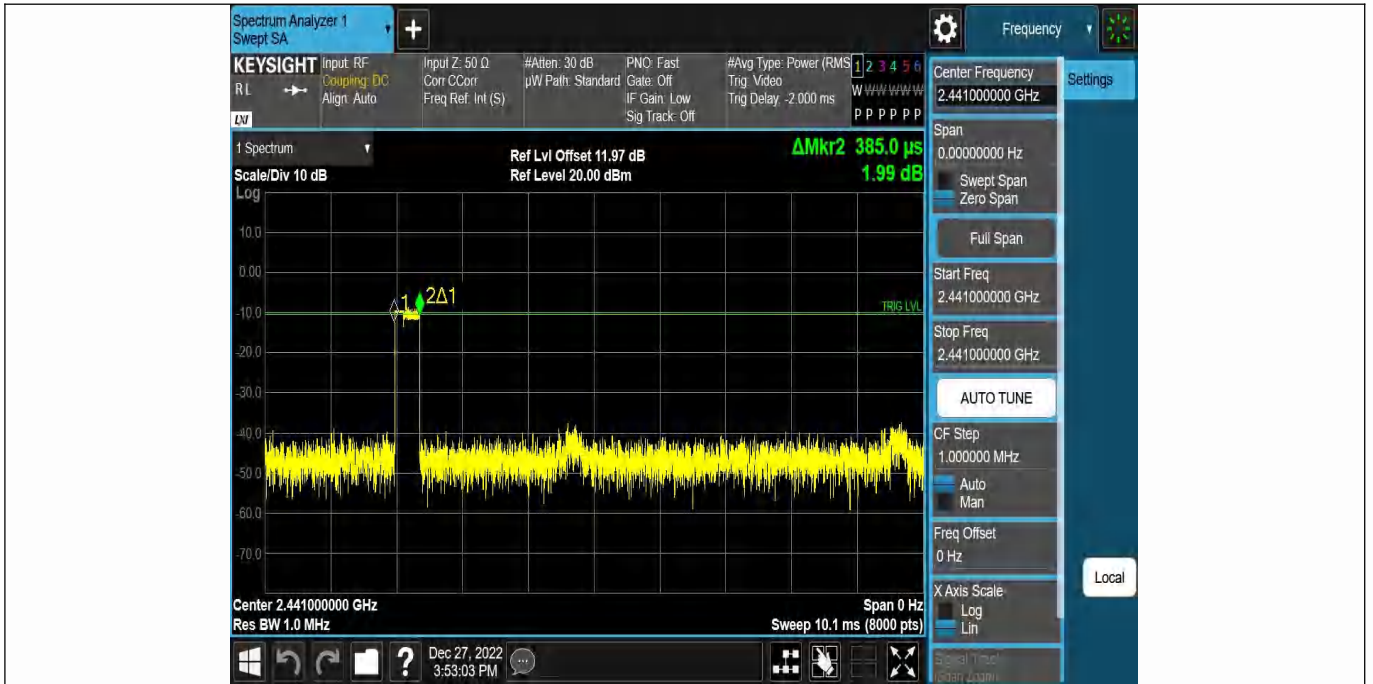 Spectrum Analyzer 1
Swept SA
+
Frequency
KEYSIGHT
R L
LXI
Input: RF
Coupling: DC
Align: Auto
Input Z: 50 Ω
Corr CCorr
Freq Ref: Int (S)
#Atten: 30 dB
µW Path: Standard
PNO: Fast
Gate: Off
IF Gain: Low
Sig Track: Off
#Avg Type: Power (RMS
Trig: Video
Trig Delay: -2.000 ms
1 2 3 4 5 6
W W W W W W
P P P P P P
1 Spectrum
Scale/Div 10 dB
Log
Ref Lvl Offset 11.97 dB
Ref Level 20.00 dBm
ΔMkr2 385.0 µs
1.99 dB
10.0
0.00
-10.0
-20.0
-30.0
-40.0
-50.0
-60.0
-70.0
1
2Δ1
TRIG LVL
Center 2.441000000 GHz
Res BW 1.0 MHz
Span 0 Hz
Sweep 10.1 ms (8000 pts)
?
Dec 27, 2022
3:53:03 PM
Center Frequency
2.441000000 GHz
Settings
Span
0.00000000 Hz
Swept Span
Zero Span
Full Span
Start Freq
2.441000000 GHz
Stop Freq
2.441000000 GHz
AUTO TUNE
CF Step
1.000000 MHz
Auto
Man
Freq Offset
0 Hz
X Axis Scale
Log
Lin
Local
Signal Track
(Span Zoom)